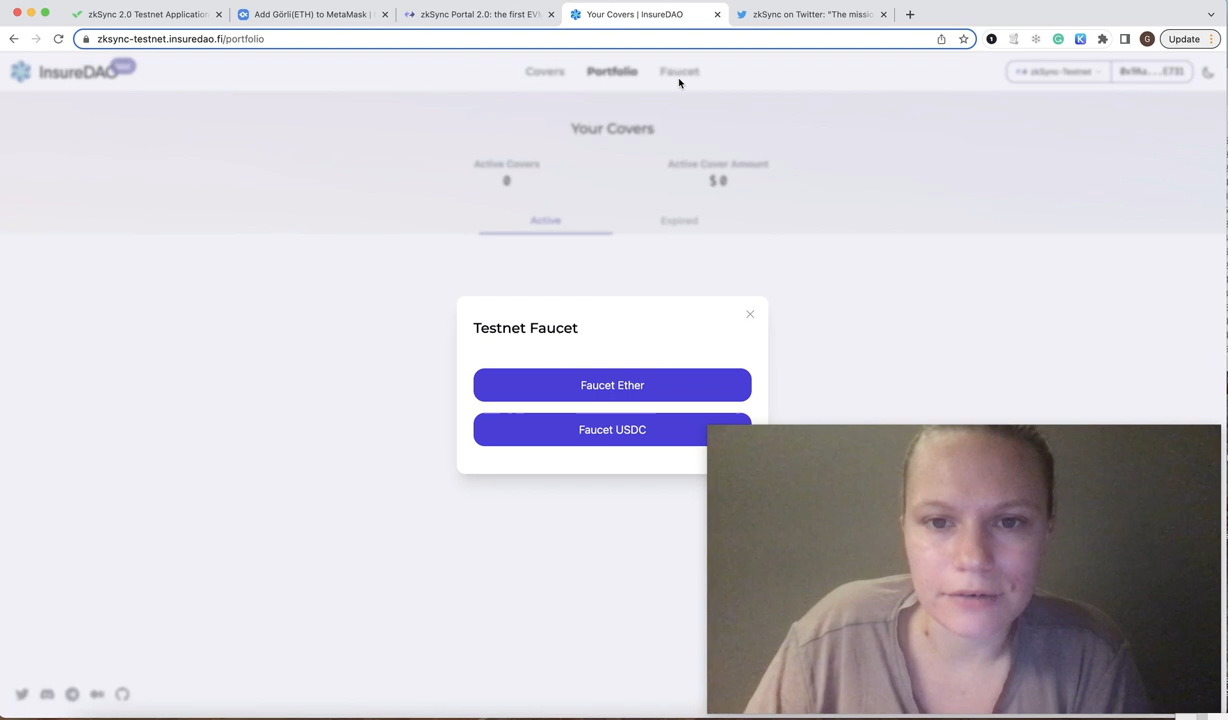 zkSync 2.0 Testnet Application
Add Görli(ETH) to MetaMask |
zkSync Portal 2.0: the first EV
Your Covers | InsureDAO
zkSync on Twitter: "The missio
zksync-testnet.insuredao.fi/portfolio
Update
InsureDAO
Covers
Portfolio
Faucet
zkSync-Testnet
Your Covers
Active Covers
0
Active Cover Amount
$ 0
Active
Expired
Testnet Faucet
Faucet Ether
Faucet USDC